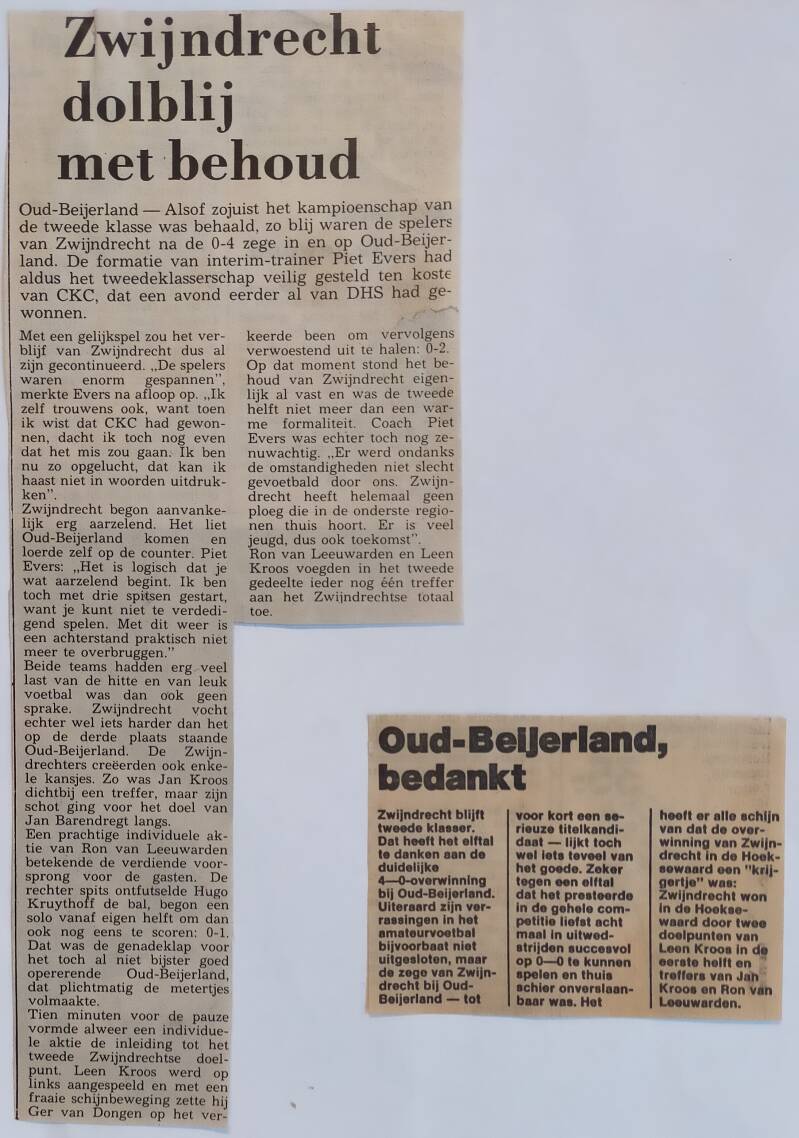 Zwijndrecht
dolblij
met behoud
Oud-Beijerland — Alsof zojuist het kampioenschap van
de tweede klasse was behaald, zo blij waren de spelers
van Zwijndrecht na de 0-4 zege in en op Oud-Beijer-
land. De formatie van interim-trainer Piet Evers had
aldus het tweedeklasserschap veilig gesteld ten koste
van CKC, dat een avond eerder al van DHS had ge-
wonnen.
Met een gelijkspel zou het ver-
blijf van Zwijndrecht dus al
zijn gecontinueerd. „De spelers
waren enorm gespannen”,
merkte Evers na afloop op. „Ik
zelf trouwens ook, want toen
ik wist dat CKC had gewon-
nen, dacht ik toch nog even
dat het mis zou gaan. Ik ben
nu zo opgelucht, dat kan ik
haast niet in woorden uitdruk-
ken”.
Zwijndrecht begon aanvanke-
lijk erg aarzelend. Het liet
Oud-Beijerland komen en
loerde zelf op de counter. Piet
Evers: „Het is logisch dat je
wat aarzelend begint. Ik ben
toch met drie spitsen gestart,
want je kunt niet te verdedi-
gend spelen. Met dit weer is
een achterstand praktisch niet
meer te overbruggen.”
Beide teams hadden erg veel
last van de hitte en van leuk
voetbal was dan ook geen
sprake. Zwijndrecht vocht
echter wel iets harder dan het
op de derde plaats staande
Oud-Beijerland. De Zwijn-
drechters creëerden ook enke-
le kansjes. Zo was Jan Kroos
dichtbij een treffer, maar zijn
schot ging voor het doel van
Jan Barendregt langs.
Een prachtige individuele ak-
tie van Ron van Leeuwarden
betekende de verdiende voor-
sprong voor de gasten. De
rechter spits ontfutselde Hugo
Kruythoff de bal, begon een
solo vanaf eigen helft om dan
ook nog eens te scoren: 0-1.
Dat was de genadeklap voor
het toch al niet bijster goed
opererende Oud-Beijerland,
dat plichtmatig de metertjes
volmaakte.
Tien minuten voor de pauze
vormde alweer een individue-
le aktie de inleiding tot het
tweede Zwijndrechtse doel-
punt. Leen Kroos werd op
links aangespeeld en met een
fraaie schijnbeweging zette hij
Ger van Dongen op het ver-
keerde been om vervolgens
verwoestend uit te halen: 0-2.
Op dat moment stond het be-
houd van Zwijndrecht eigen-
lijk al vast en was de tweede
helft niet meer dan een war-
me formaliteit. Coach Piet
Evers was echter toch nog ze-
nuwachtig. „Er werd ondanks
de omstandigheden niet slecht
gevoetbald door ons. Zwijn-
drecht heeft helemaal geen
ploeg die in de onderste regio-
nen thuis hoort. Er is veel
jeugd, dus ook toekomst”.
Ron van Leeuwarden en Leen
Kroos voegden in het tweede
gedeelte ieder nog één treffer
aan het Zwijndrechtse totaal
toe.
Oud-Beijerland,
bedankt
Zwijndrecht blijft
tweede klasser.
Dat heeft het elftal
te danken aan de
duidelijke
4—0-overwinning
bij Oud-Beijerland.
Uiteraard zijn ver-
rassingen in het
amateurvoetbal
bijvoorbaat niet
uitgesloten, maar
de zege van Zwijn-
drecht bij Oud-
Beijerland — tot
voor kort een se-
rieuze titelkandi-
daat — lijkt toch
wel iets teveel van
het goede. Zeker
tegen een elftal
dat het presteerde
in de gehele com-
petitie liefst acht
maal in uitwed-
strijden succesvol
op 0—0 te kunnen
spelen en thuis
schier onverslaan-
baar was. Het
heeft er alle schijn
van dat de over-
winning van Zwijn-
drecht in de Hoek-
sewaard een "krij-
gertje" was:
Zwijndrecht won
in de Hoekse-
waard door twee
doelpunten van
Leen Kroos in de
eerste helft en
treffers van Jan
Kroos en Ron van
Leeuwarden.